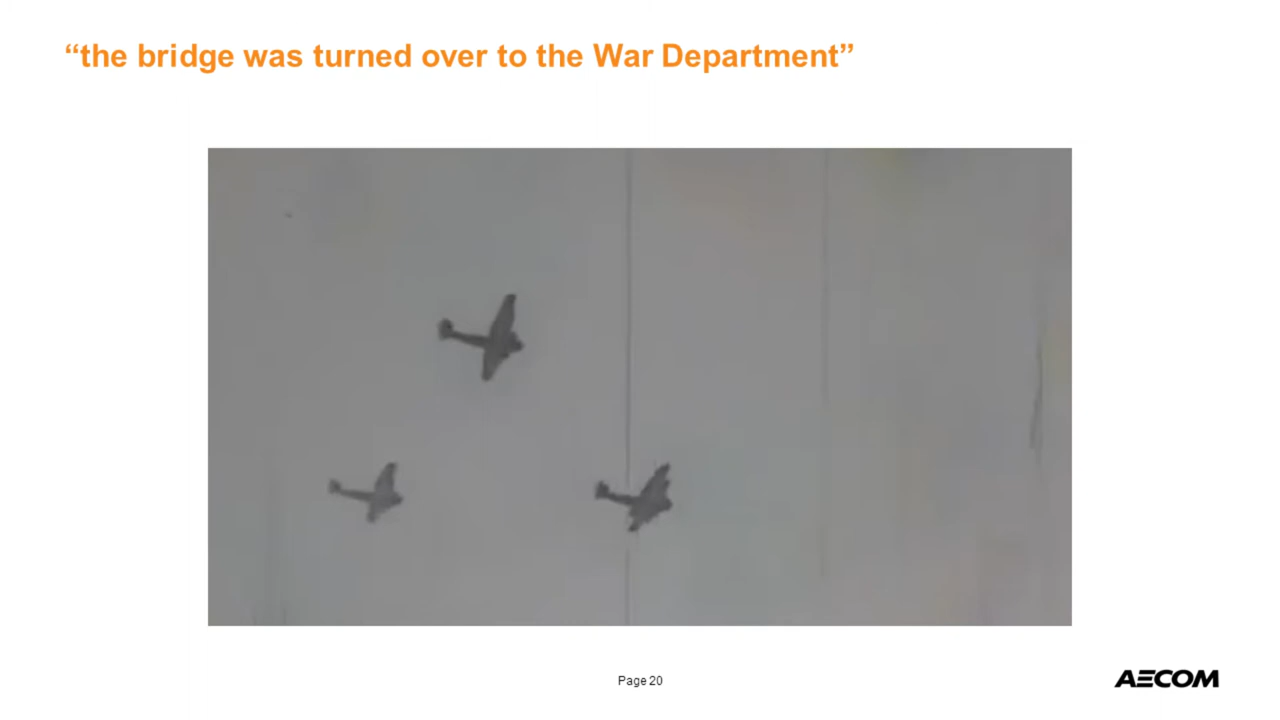 “the bridge was turned over to the War Department”
Page 20
AECOM